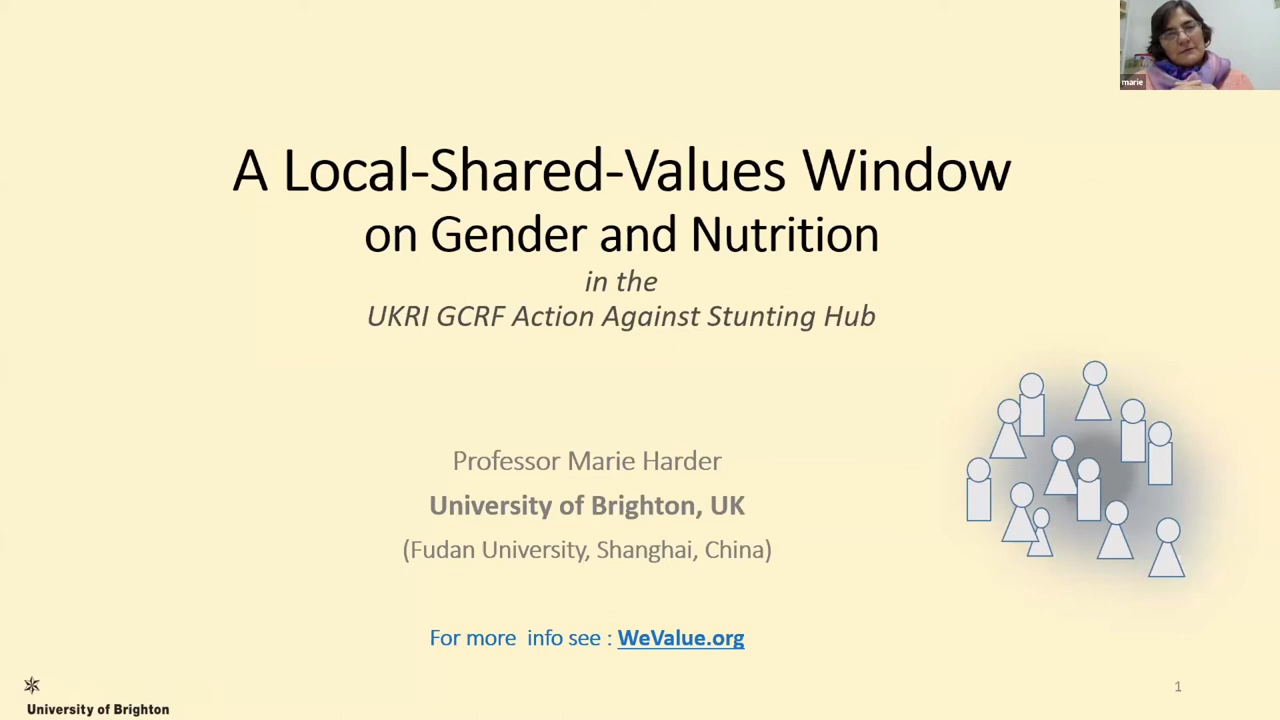 marie
A Local-Shared-Values Window
on Gender and Nutrition
in the
UKRI GCRF Action Against Stunting Hub
Professor Marie Harder
University of Brighton, UK
(Fudan University, Shanghai, China)
For more info see : WeValue.org
1
University of Brighton